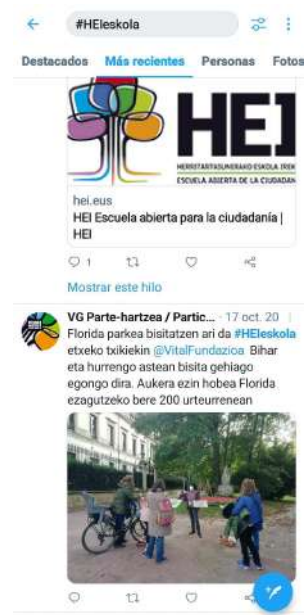 #HEIeskola
Destacados Más recientes Personas Fotos
HEI
HERRITARTASUNERAKO ESKOLA IREKIA
ESCUELA ABIERTA DE LA CIUDADANÍA
hei.eus
HEI Escuela abierta para la ciudadanía |
HEI
1
Mostrar este hilo
VG Parte-hartzea / Partic... · 17 oct. 20
Florida parkea bisitatzen ari da #HEIeskola
etxeko txikiekin @VitalFundazioa Bihar
eta hurrengo astean bisita gehiago
egongo dira. Aukera ezin hobea Florida
ezagutzeko bere 200 urteurrenean